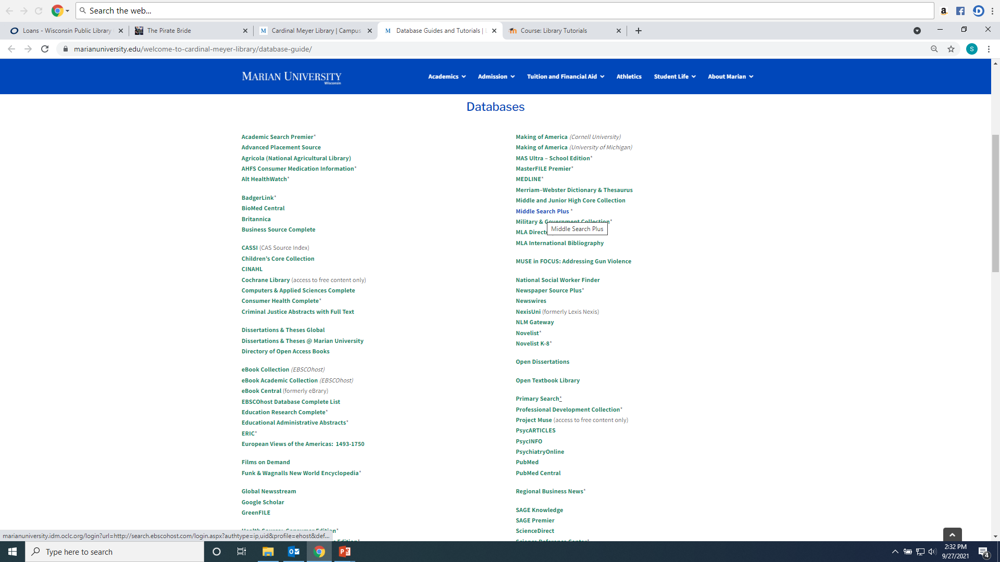 Search the web...
Loans - Wisconsin Public Library
The Pirate Bride
Cardinal Meyer Library | Campus
Database Guides and Tutorials |
Course: Library Tutorials
marianuniversity.edu/welcome-to-cardinal-meyer-library/database-guide/
S
MARIAN UNIVERSITY
Wisconsin
Academics
Admission
Tuition and Financial Aid
Athletics
Student Life
About Marian
Databases
Academic Search Premier*
Advanced Placement Source
Agricola (National Agricultural Library)
AHFS Consumer Medication Information*
Alt HealthWatch*
BadgerLink*
BioMed Central
Britannica
Business Source Complete
CASSI (CAS Source Index)
Children's Core Collection
CINAHL
Cochrane Library (access to free content only)
Computers & Applied Sciences Complete
Consumer Health Complete*
Criminal Justice Abstracts with Full Text
Dissertations & Theses Global
Dissertations & Theses @ Marian University
Directory of Open Access Books
eBook Collection (EBSCOhost)
eBook Academic Collection (EBSCOhost)
eBook Central (formerly eBrary)
EBSCOhost Database Complete List
Education Research Complete*
Educational Administrative Abstracts*
ERIC*
European Views of the Americas: 1493-1750
Films on Demand
Funk & Wagnalls New World Encyclopedia*
Global Newsstream
Google Scholar
GreenFILE
Making of America (Cornell University)
Making of America (University of Michigan)
MAS Ultra – School Edition*
MasterFILE Premier*
MEDLINE*
Merriam–Webster Dictionary & Thesaurus
Middle and Junior High Core Collection
Middle Search Plus *
Military & Government Collection*
MLA
Middle Search Plus
MLA International Bibliography
MUSE in FOCUS: Addressing Gun Violence
National Social Worker Finder
Newspaper Source Plus*
Newswires
NexisUni (formerly Lexis Nexis)
NLM Gateway
Novelist*
Novelist K-8*
Open Dissertations
Open Textbook Library
Primary Search*
Professional Development Collection*
Project Muse (access to free content only)
PsycARTICLES
PsycINFO
PsychiatryOnline
PubMed
PubMed Central
Regional Business News*
SAGE Knowledge
SAGE Premier
ScienceDirect
marianuniversity.idm.oclc.org/login?url=http://search.ebscohost.com/login.aspx?authtype=ip,uid&profile=ehost&def...
Type here to search
2:32 PM
9/27/2021
4